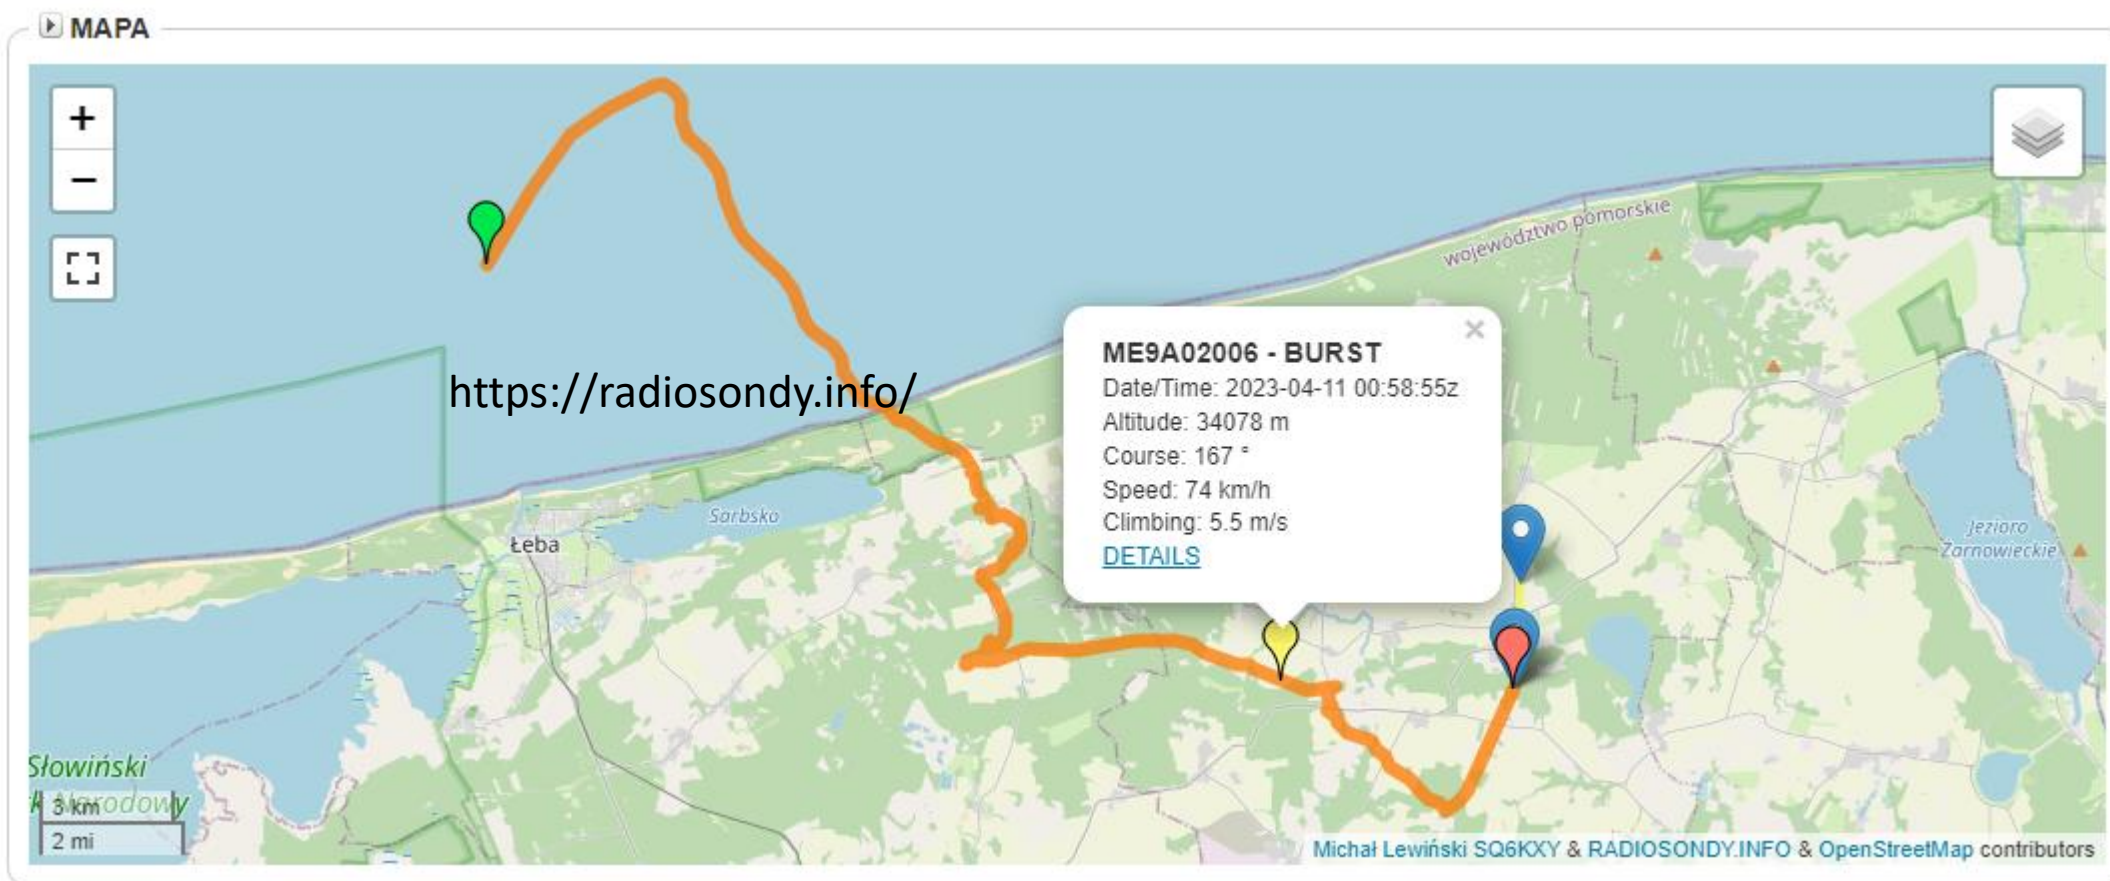 MAPA
+
−
województwo pomorskie
ME9A02006 - BURST
×
Date/Time: 2023-04-11 00:58:55z
Altitude: 34078 m
Course: 167 °
Speed: 74 km/h
Climbing: 5.5 m/s
DETAILS
https://radiosondy.info/
Sarbsko
Łeba
Jezioro
Żarnowieckie
Słowiński
k Narodowy
3 km
2 mi
Michał Lewiński SQ6KXY & RADIOSONDY.INFO & OpenStreetMap contributors